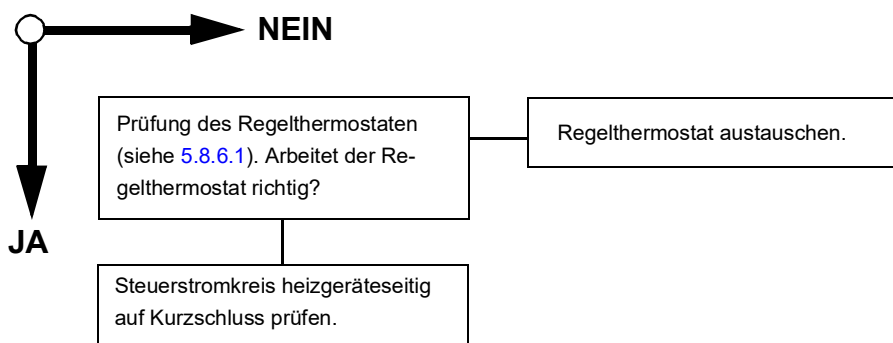 NEIN
Prüfung des Regelthermostaten
(siehe 5.8.6.1). Arbeitet der Re-
gelthermostat richtig?
Regelthermostat austauschen.
JA
Steuerstromkreis heizgeräteseitig
auf Kurzschluss prüfen.